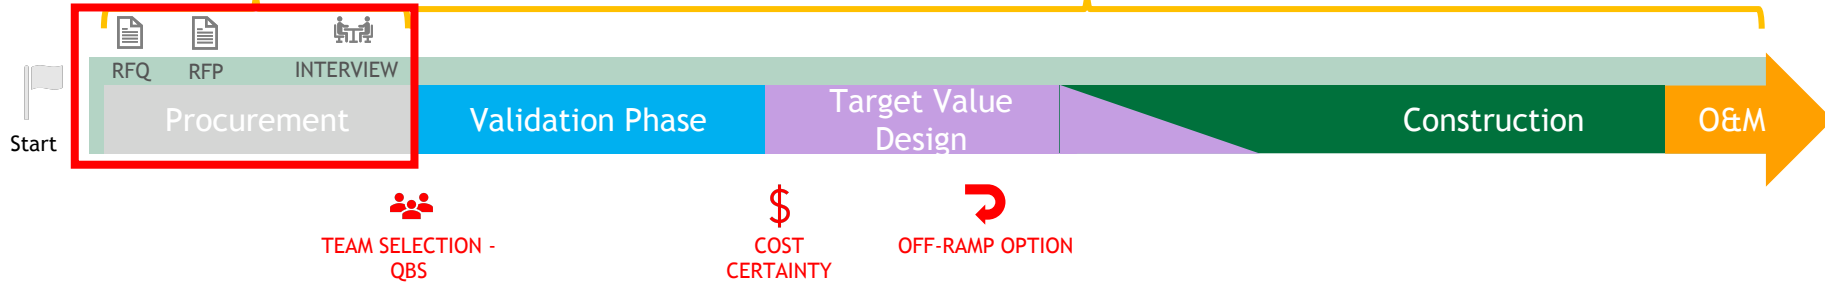 RFQ
RFP
INTERVIEW
Start
Procurement
Validation Phase
Target Value
Design
Construction
O&M
TEAM SELECTION -
QBS
$
COST
CERTAINTY
OFF-RAMP OPTION